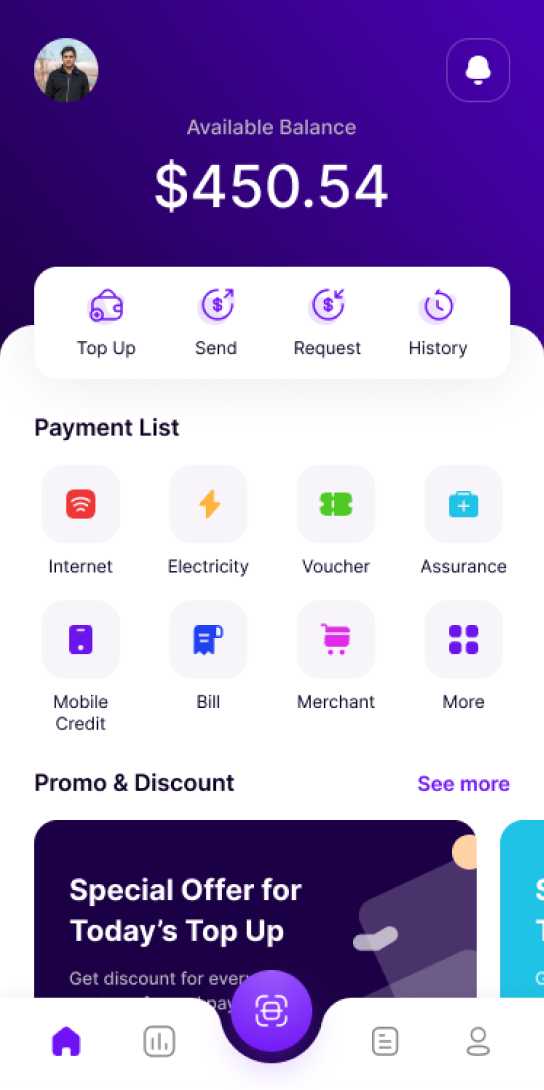 Available Balance
$450.54
Top Up Send Request History
Payment List
Internet Electricity Voucher Assurance
Mobile Bill Merchant More
Credit
Promo & Discount See more
Special Offer for
Today’s Top Up
Get discount for every